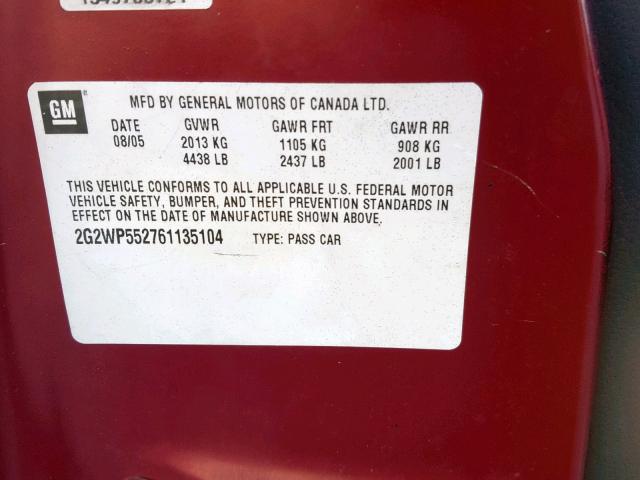 GM
MFD BY GENERAL MOTORS OF CANADA LTD.
DATE GVWR GAWR FRT GAWR RR
08/05 2013 KG 1105 KG 908 KG
4438 LB 2437 LB 2001 LB
THIS VEHICLE CONFORMS TO ALL APPLICABLE U.S. FEDERAL MOTOR
VEHICLE SAFETY, BUMPER, AND THEFT PREVENTION STANDARDS IN
EFFECT ON THE DATE OF MANUFACTURE SHOWN ABOVE.
2G2WP552761135104 TYPE: PASS CAR